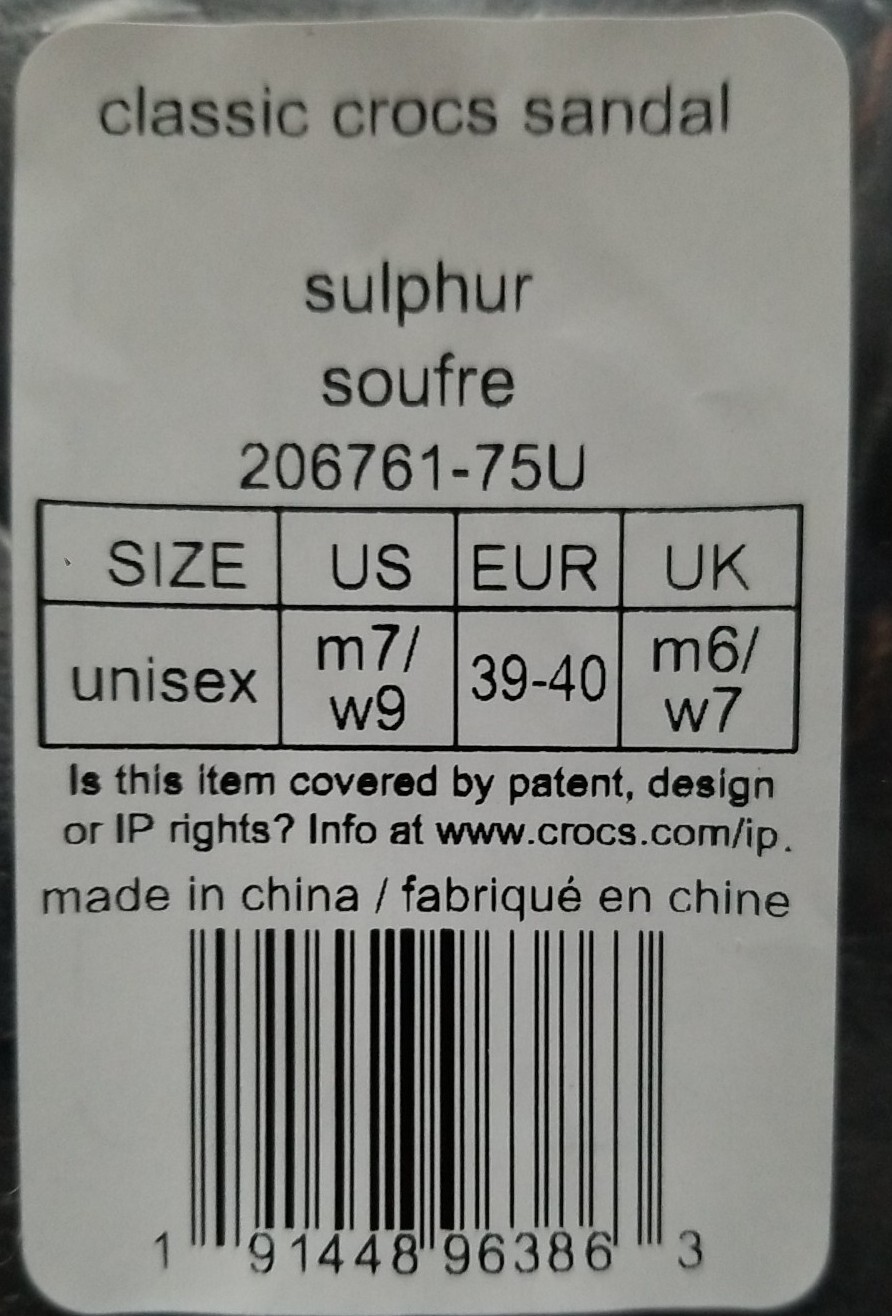 classic crocs sandal
sulphur
soufre
206761-75U
SIZE US EUR UK
unisex m7/ w9 39-40 m6/ w7
Is this item covered by patent, design
or IP rights? Info at www.crocs.com/ip.
made in china / fabriqué en chine
1 91448 96386 3